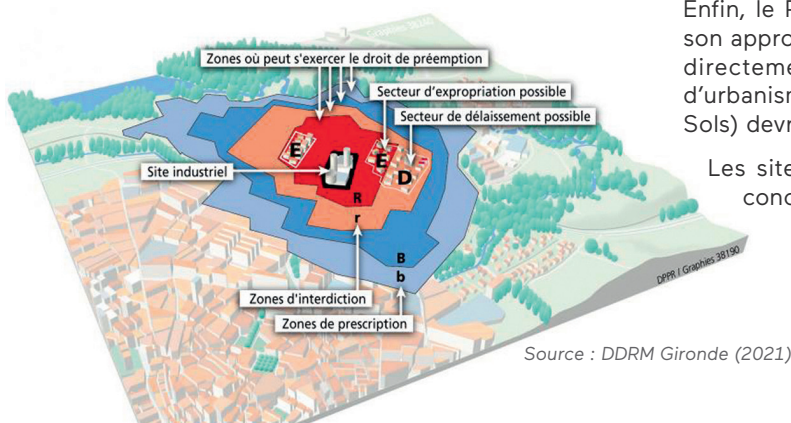 Enfin, le
son appro
directeme
d'urbanism
Sols) devr
Les site
conc
Graphies 38190
Zones où peut s'exercer le droit de préemption
Secteur d'expropriation possible
Secteur de délaissement possible
E
E
D
Site industriel
R
r
B
b
Zones d'interdiction
Zones de prescription
DPPR / Graphies 38190
Source : DDRM Gironde (2021)